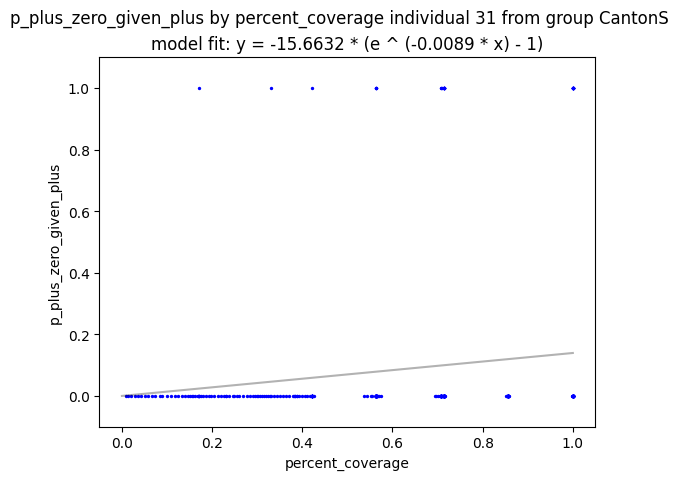 p_plus_zero_given_plus by percent_coverage individual 31 from group CantonS
model fit: y = -15.6632 * (e ^ (-0.0089 * x) - 1)
1.0
0.8
0.6
0.4
0.2
0.0
p_plus_zero_given_plus
0.0 0.2 0.4 0.6 0.8 1.0
percent_coverage